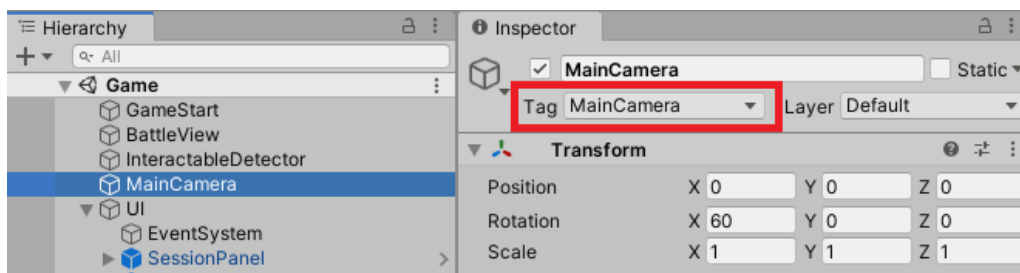 Hierarchy
All
Game
GameStart
BattleView
InteractableDetector
MainCamera
UI
EventSystem
SessionPanel
Inspector
MainCamera Static
Tag MainCamera Layer Default
Transform
Position X 0 Y 0 Z 0
Rotation X 60 Y 0 Z 0
Scale X 1 Y 1 Z 1